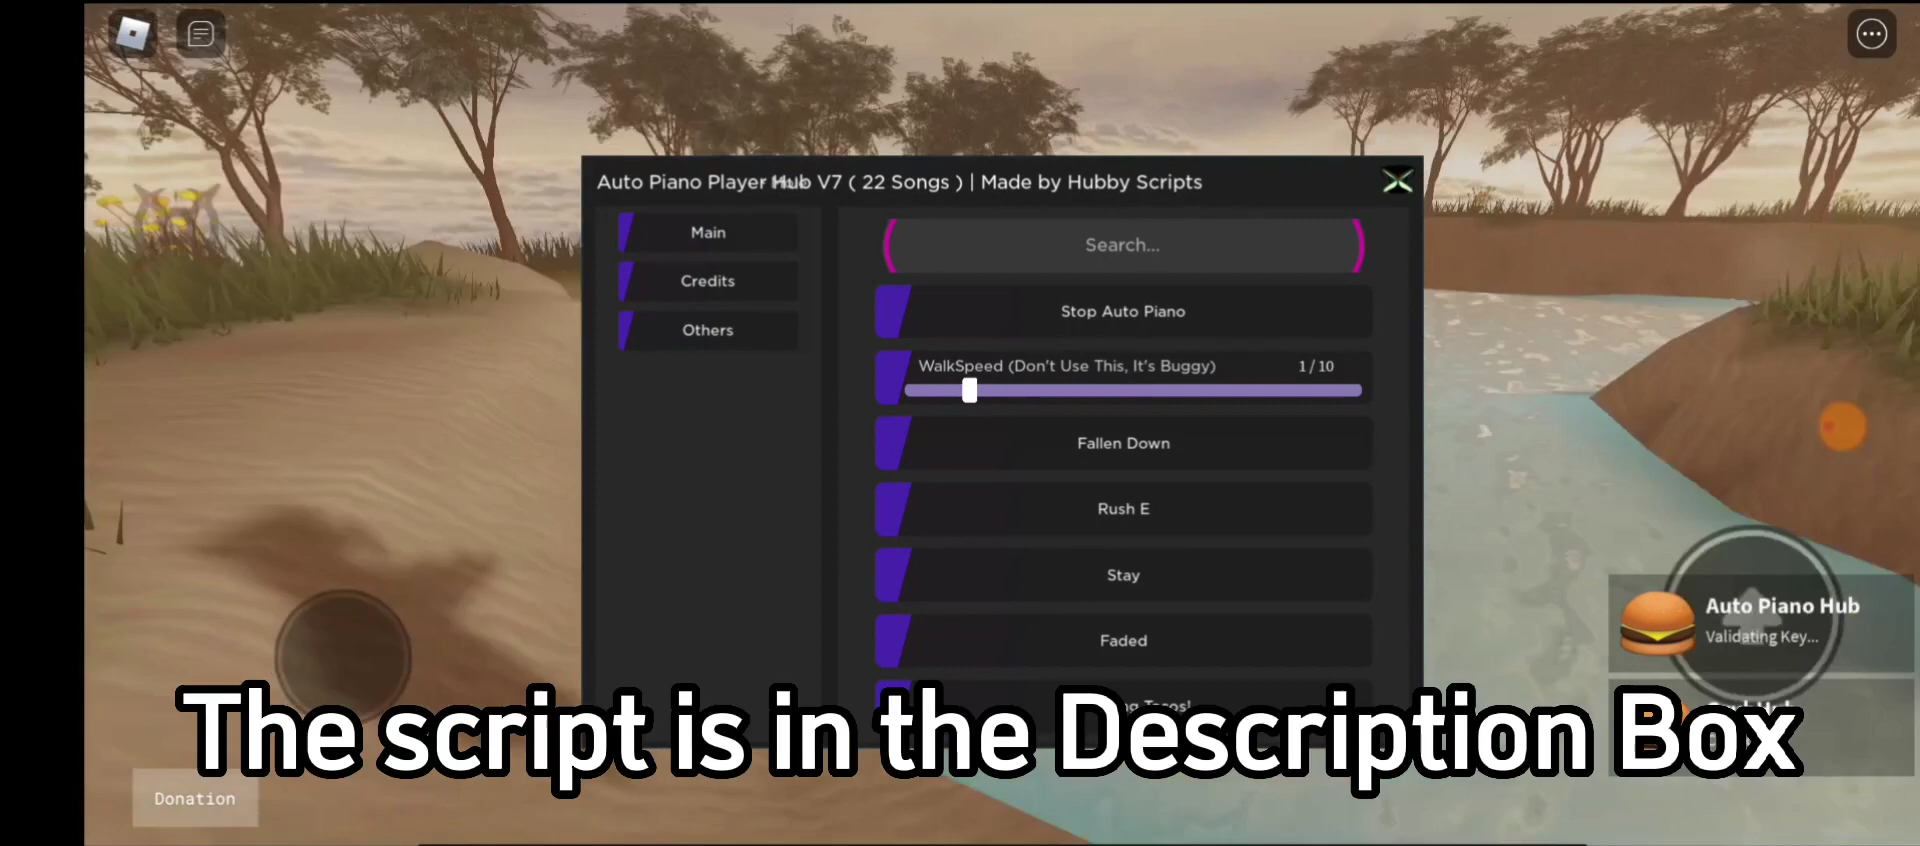 Auto Piano Player Hub V7 ( 22 Songs ) | Made by Hubby Scripts
Main
Credits
Others
Search...
Stop Auto Piano
WalkSpeed (Don't Use This, It's Buggy) 1 / 10
Fallen Down
Rush E
Stay
Faded
Tacos!
Auto Piano Hub
Validating Key...
The script is in the Description Box
Donation